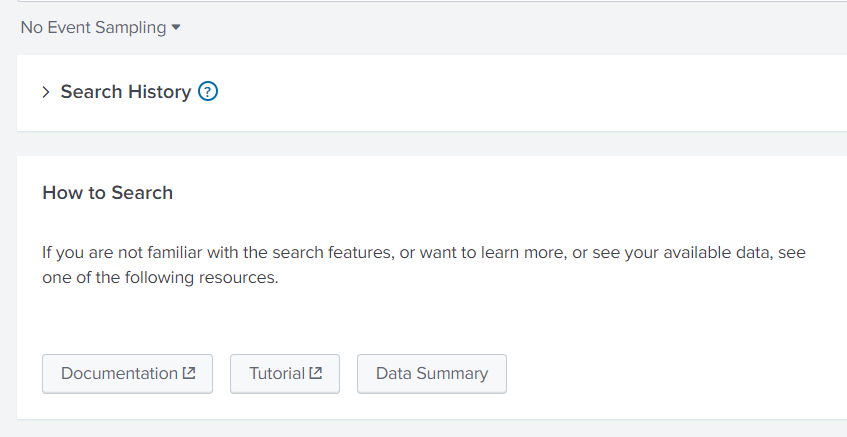 No Event Sampling
Search History ?
How to Search
If you are not familiar with the search features, or want to learn more, or see your available data, see
one of the following resources.
Documentation
Tutorial
Data Summary